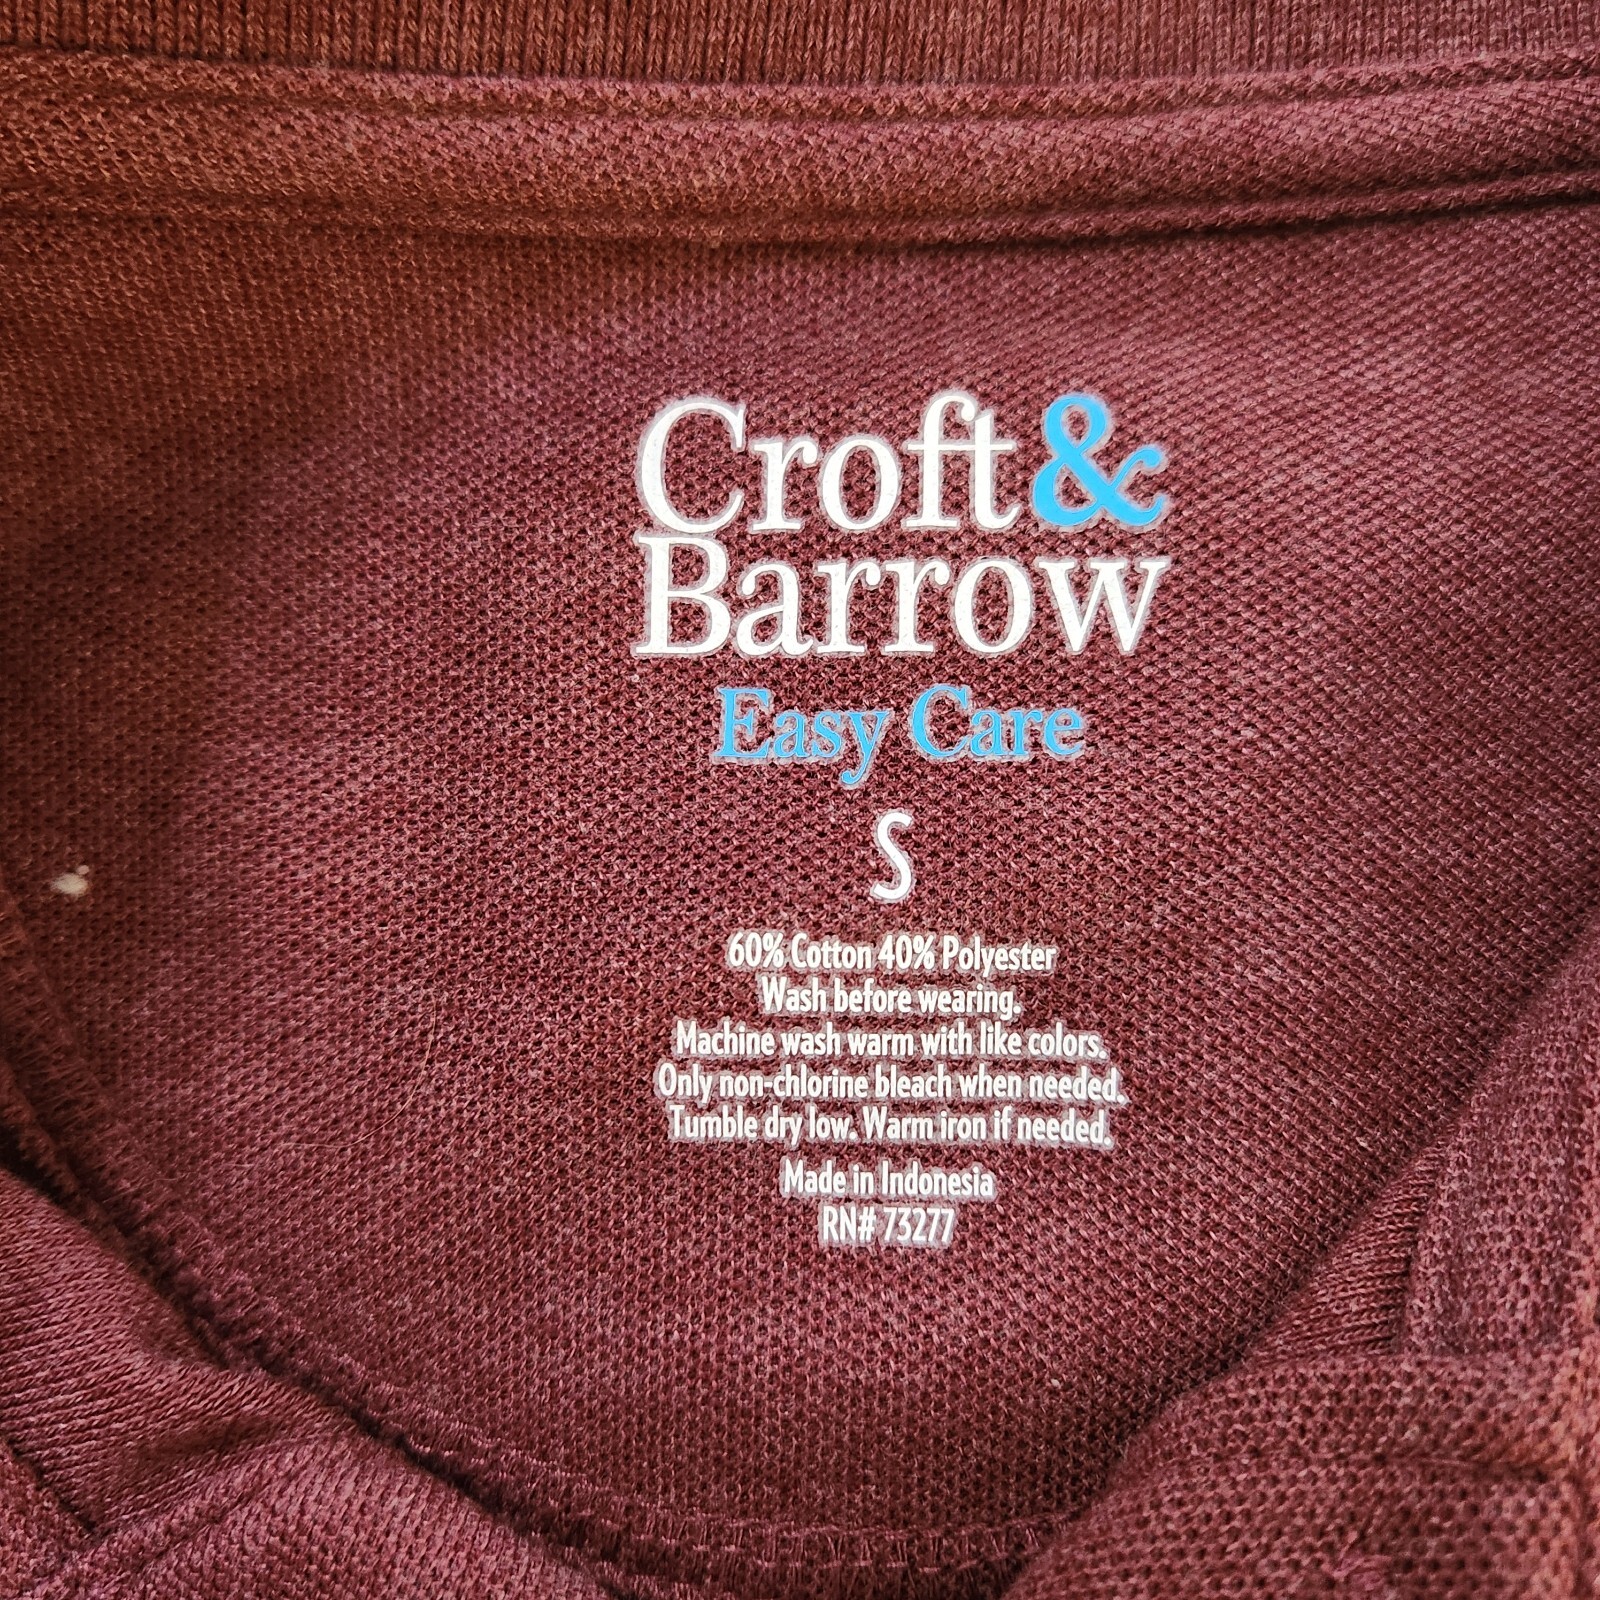 Croft &
Barrow
Easy Care
S
60% Cotton 40% Polyester
Wash before wearing.
Machine wash warm with like colors.
Only non-chlorine bleach when needed.
Tumble dry low. Warm iron if needed.
Made in Indonesia
RN# 73277